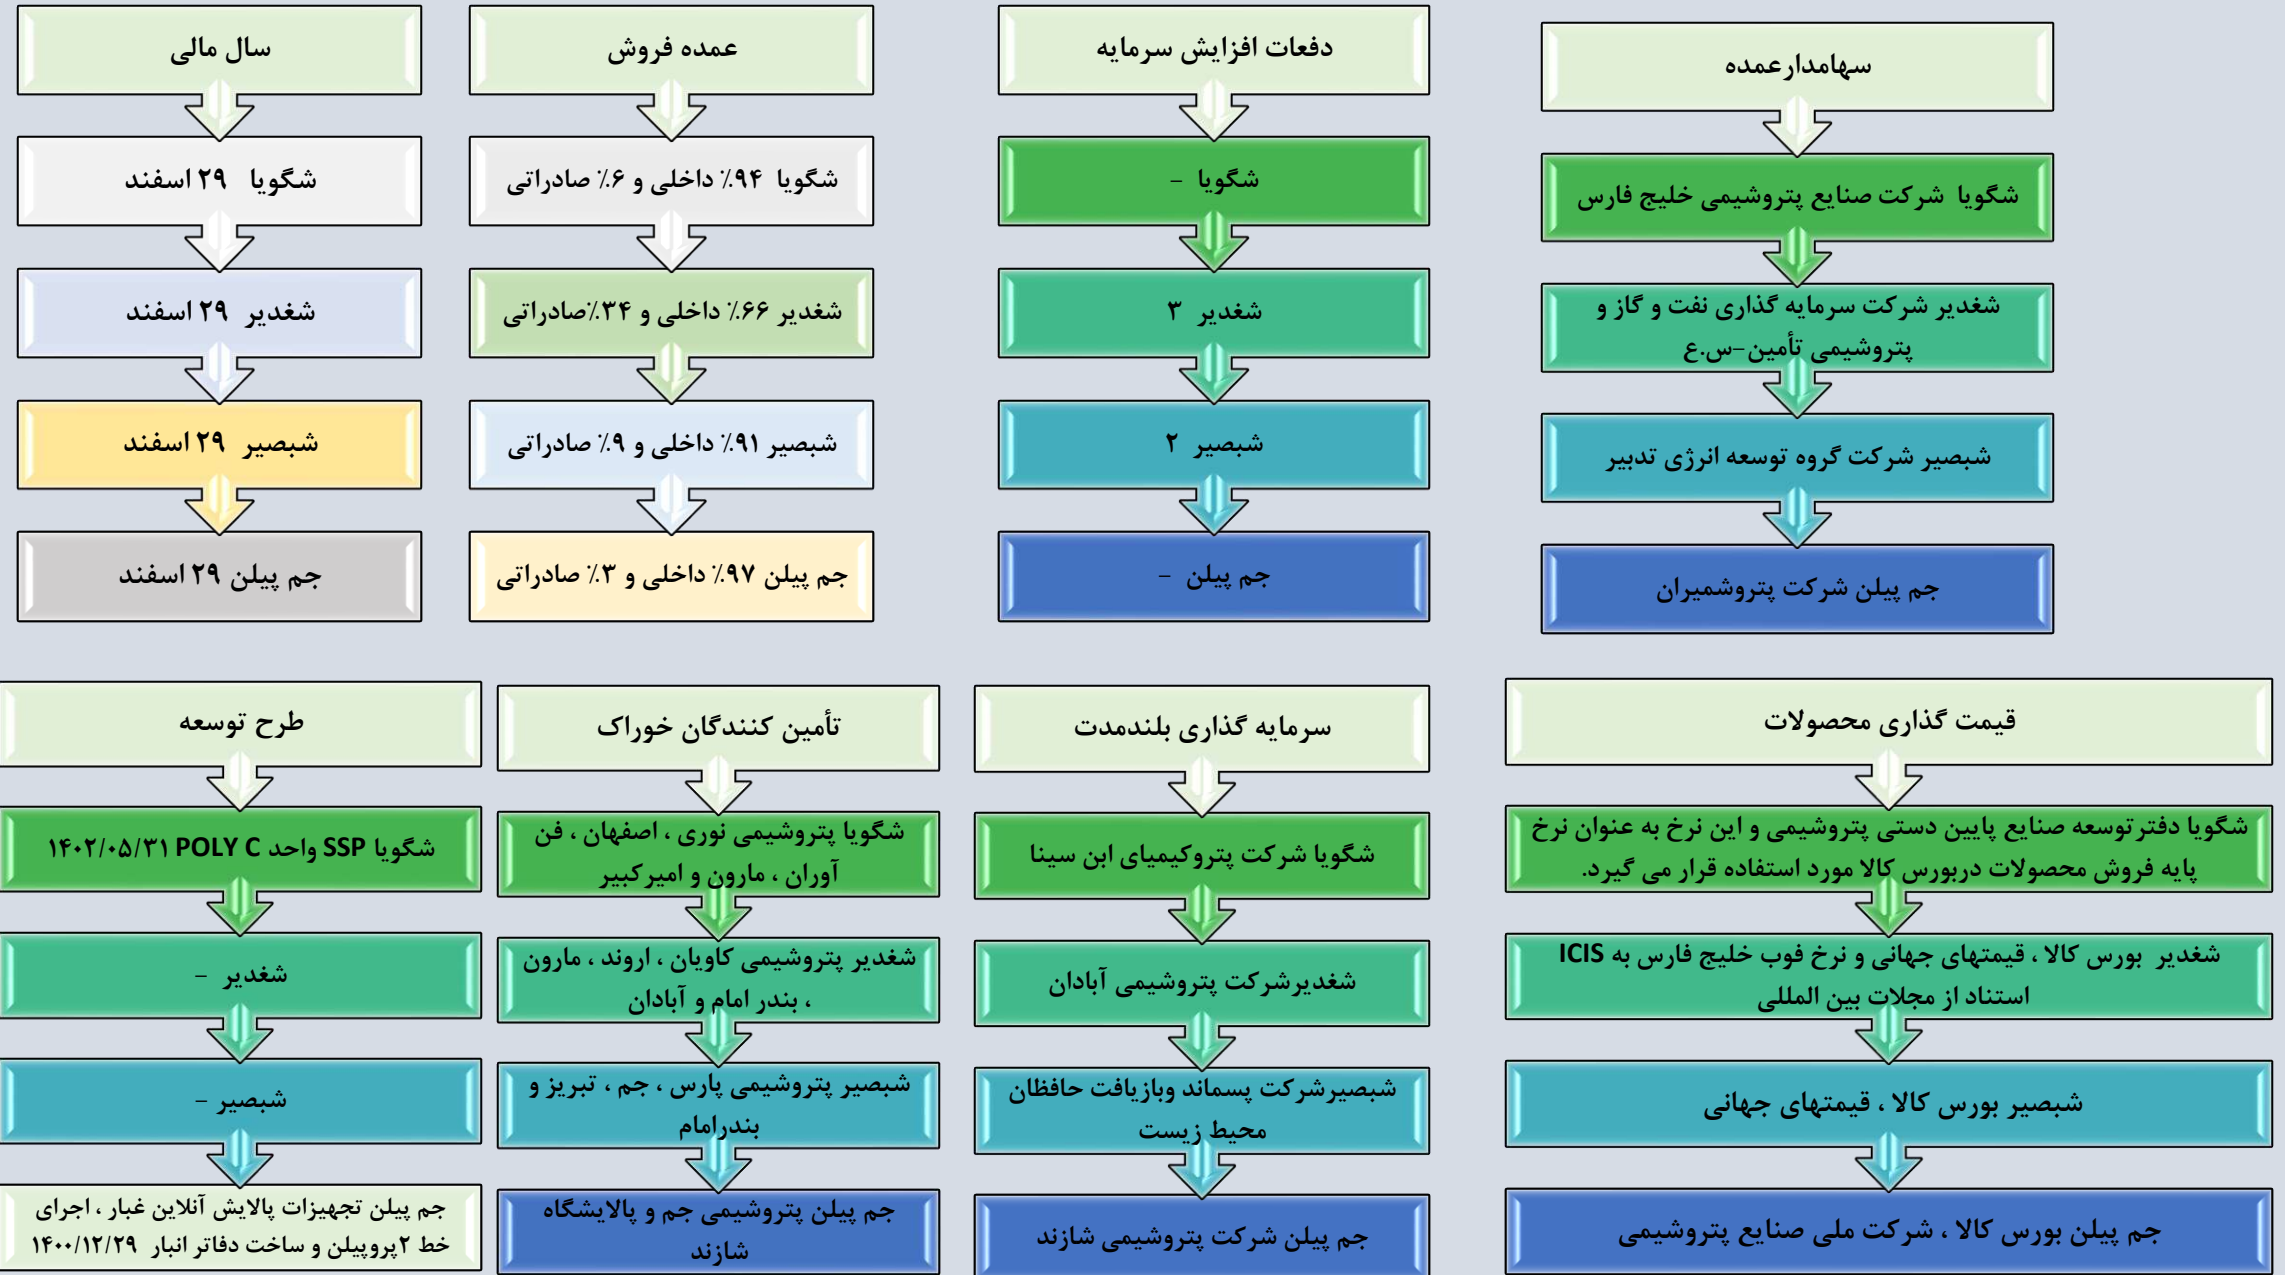 سهامدارعمده
شگویا شرکت صنایع پتروشیمی خلیج فارس
شغدیر شرکت سرمایه گذاری نفت و گاز و
پتروشیمی تأمین-س.ع
شبصیر شرکت گروه توسعه انرژی تدبیر
جم پیلن شرکت پتروشمیران
دفعات افزایش سرمایه
شگویا -
شغدیر ۳
شبصیر ۲
جم پیلن -
عمده فروش
شگویا ۹۴٪ داخلی و ۶٪ صادراتی
شغدیر ۶۶٪ داخلی و ۳۴٪صادراتی
شبصیر ۹۱٪ داخلی و ۹٪ صادراتی
جم پیلن ۹۷٪ داخلی و ۳٪ صادراتی
سال مالی
شگویا ۲۹ اسفند
شغدیر ۲۹ اسفند
شبصیر ۲۹ اسفند
جم پیلن ۲۹ اسفند
قیمت گذاری محصولات
شگویا دفترتوسعه صنایع پایین دستی پتروشیمی و این نرخ به عنوان نرخ
پایه فروش محصولات دربورس کالا مورد استفاده قرار می گیرد.
شغدیر بورس کالا ، قیمتهای جهانی و نرخ فوب خلیج فارس به ICIS
استناد از مجلات بین المللی
شبصیر بورس کالا ، قیمتهای جهانی
جم پیلن بورس کالا ، شرکت ملی صنایع پتروشیمی
سرمایه گذاری بلندمدت
شگویا شرکت پتروکیمیای ابن سینا
شغدیرشرکت پتروشیمی آبادان
شبصیرشرکت پسماند وبازیافت حافظان
محیط زیست
جم پیلن شرکت پتروشیمی شازند
تأمین کنندگان خوراک
شگویا پتروشیمی نوری ، اصفهان ، فن
آوران ، مارون و امیرکبیر
شغدیر پتروشیمی کاویان ، اروند ، مارون
، بندر امام و آبادان
شبصیر پتروشیمی پارس ، جم ، تبریز و
بندرامام
جم پیلن پتروشیمی جم و پالایشگاه
شازند
طرح توسعه
شگویا SSP واحد POLY C ۱۴۰۲/۰۵/۳۱
شغدیر -
شبصیر -
جم پیلن تجهیزات پالایش آنلاین غبار ، اجرای
خط ۲پروپیلن و ساخت دفاتر انبار ۱۴۰۰/۱۲/۲۹